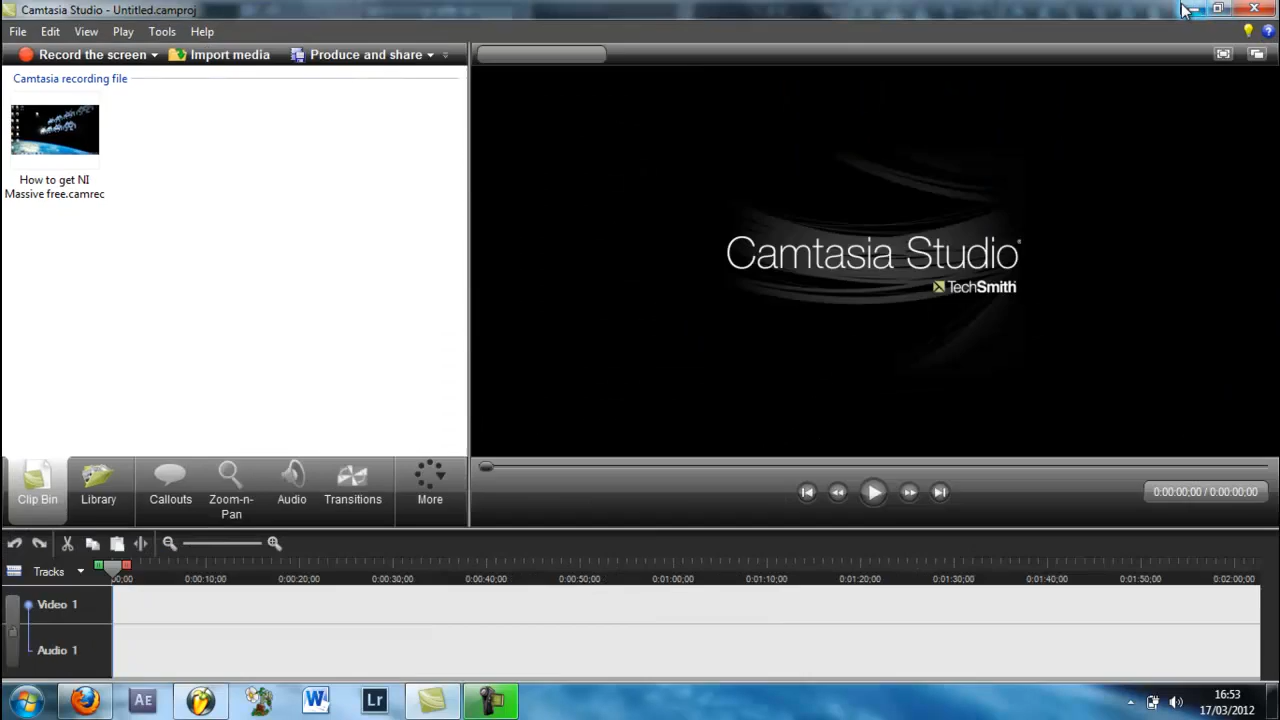 Camtasia Studio - Untitled.camproj
File Edit View Play Tools Help
Record the screen Import media Produce and share
Camtasia recording file
How to get NI
Massive free.camrec
Camtasia Studio
TechSmith
Clip Bin Library Callouts Zoom-n-
Pan Audio Transitions More
0:00:00;00 / 0:00:00;00
Tracks
00;00 0:00:10;00 0:00:20;00 0:00:30;00 0:00:40;00 0:00:50;00 0:01:00;00 0:01:10;00 0:01:20;00 0:01:30;00 0:01:40;00 0:01:50;00 0:02:00;00
Video 1
Audio 1
Ae W Lr
16:53
17/03/2012